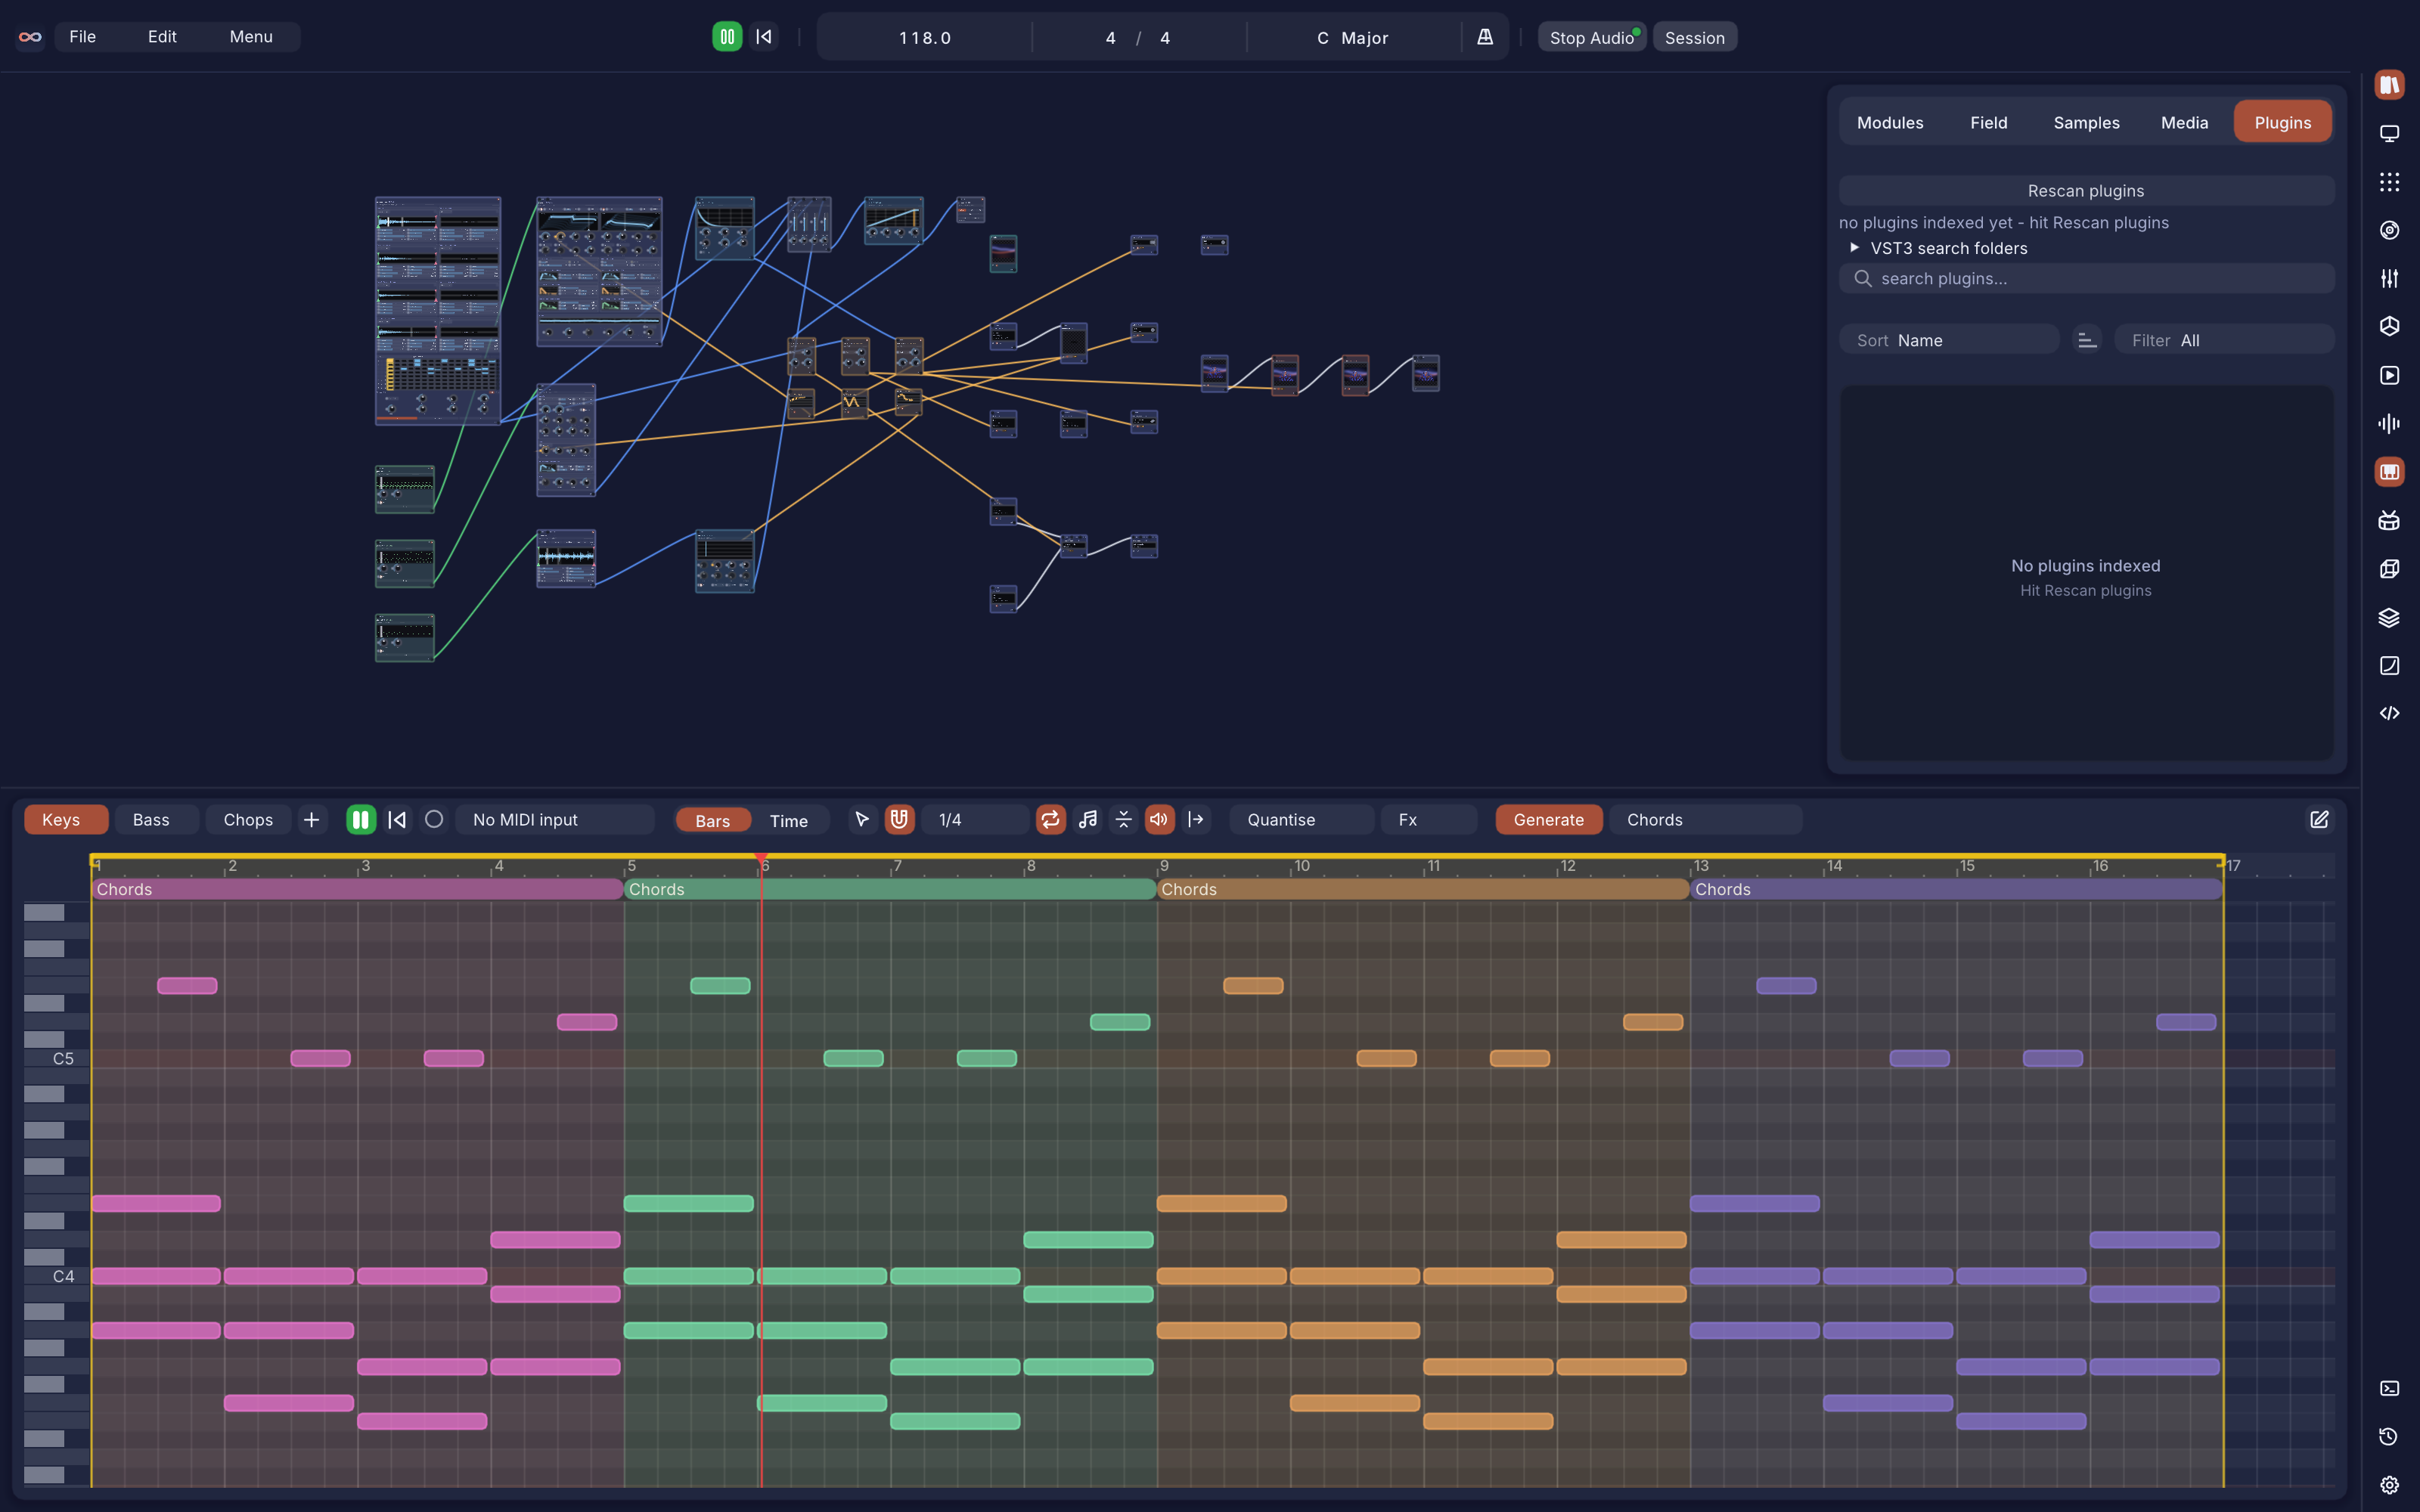 File Edit Menu
118.0 4 / 4 C Major
Stop Audio Session
Modules Field Samples Media Plugins
Rescan plugins
no plugins indexed yet - hit Rescan plugins
VST3 search folders
search plugins...
Sort Name Filter All
No plugins indexed
Hit Rescan plugins
Keys Bass Chops No MIDI input Bars Time 1/4 Quantise Fx Generate Chords
1 2 3 4 5 6 7 8 9 10 11 12 13 14 15 16 17
Chords Chords Chords Chords
C5
C4